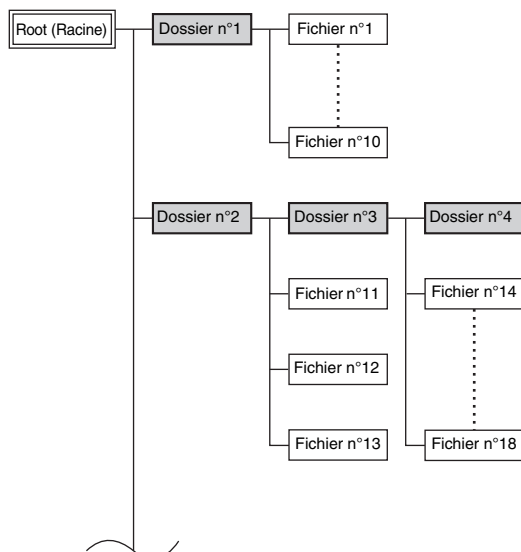 Root (Racine)
Dossier n°1
Fichier n°1
Fichier n°10
Dossier n°2
Dossier n°3
Dossier n°4
Fichier n°11
Fichier n°14
Fichier n°12
Fichier n°13
Fichier n°18